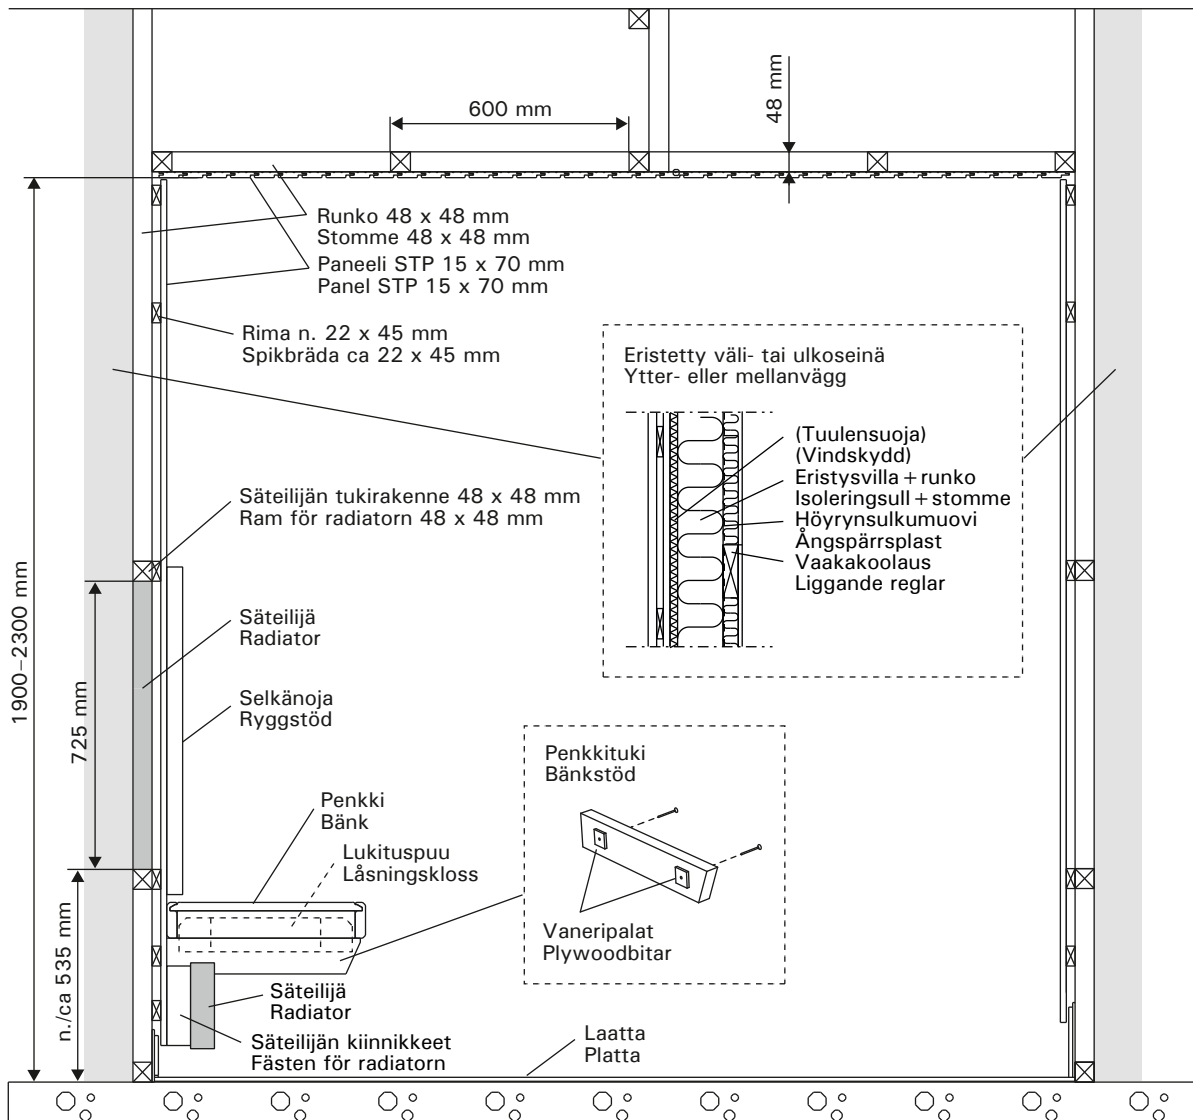 600 mm
48 mm
Runko 48 x 48 mm
Stomme 48 x 48 mm
Paneeli STP 15 x 70 mm
Panel STP 15 x 70 mm
Rima n. 22 x 45 mm
Spikbräda ca 22 x 45 mm
Eristetty väli- tai ulkoseinä
Ytter- eller mellanvägg
(Tuulensuoja)
(Vindskydd)
Eristysvilla + runko
Isoleringsull + stomme
Höyrynsulkumuovi
Ångspärrsplast
Vaakakoolaus
Liggande reglar
Säteilijän tukirakenne 48 x 48 mm
Ram för radiatorn 48 x 48 mm
1900–2300 mm
725 mm
Säteilijä
Radiator
Selkänoja
Ryggstöd
Penkkituki
Bänkstöd
Penkki
Bänk
Lukituspuu
Låsningskloss
Vaneripalat
Plywoodbitar
n./ca 535 mm
Säteilijä
Radiator
Säteilijän kiinnikkeet
Fästen för radiatorn
Laatta
Platta